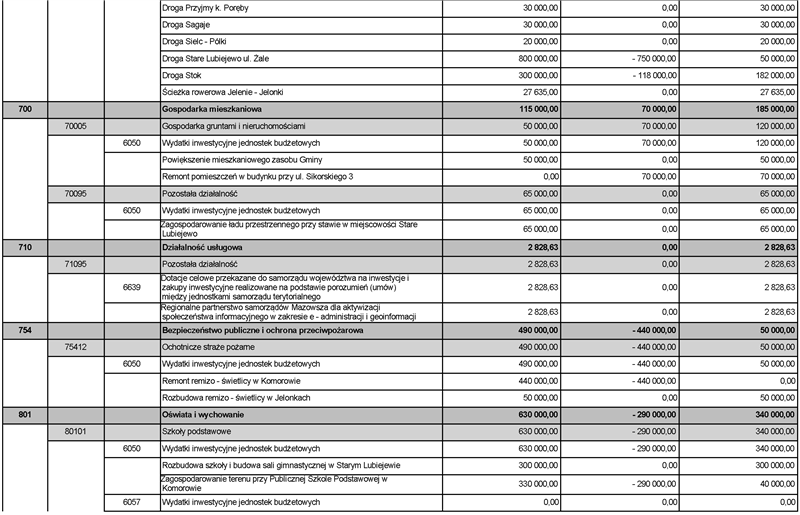 Droga Przyjmy k. Poręby 30 000,00 0,00 30 000,00
Droga Sagaje 30 000,00 0,00 30 000,00
Droga Sielc - Pólki 20 000,00 0,00 20 000,00
Droga Stare Lubiejewo ul. Żale 800 000,00 - 750 000,00 50 000,00
Droga Stok 300 000,00 - 118 000,00 182 000,00
Ścieżka rowerowa Jelenie - Jelonki 27 635,00 0,00 27 635,00
700 Gospodarka mieszkaniowa 115 000,00 70 000,00 185 000,00
70005 Gospodarka gruntami i nieruchomościami 50 000,00 70 000,00 120 000,00
6050 Wydatki inwestycyjne jednostek budżetowych 50 000,00 70 000,00 120 000,00
Powiększenie mieszkaniowego zasobu Gminy 50 000,00 0,00 50 000,00
Remont pomieszczeń w budynku przy ul. Sikorskiego 3 0,00 70 000,00 70 000,00
70095 Pozostała działalność 65 000,00 0,00 65 000,00
6050 Wydatki inwestycyjne jednostek budżetowych 65 000,00 0,00 65 000,00
Zagospodarowanie ładu przestrzennego przy stawie w miejscowości Stare
Lubiejewo 65 000,00 0,00 65 000,00
710 Działalność usługowa 2 828,63 0,00 2 828,63
71095 Pozostała działalność 2 828,63 0,00 2 828,63
Dotacje celowe przekazane do samorządu województwa na inwestycje i
6639 zakupy inwestycyjne realizowane na podstawie porozumień (umów) 2 828,63 0,00 2 828,63
między jednostkami samorządu terytorialnego
Regionalne partnerstwo samorządów Mazowsza dla aktywizacji
społeczeństwa informacyjnego w zakresie e - administracji i geoinformacji 2 828,63 0,00 2 828,63
754 Bezpieczeństwo publiczne i ochrona przeciwpożarowa 490 000,00 - 440 000,00 50 000,00
75412 Ochotnicze straże pożarne 490 000,00 - 440 000,00 50 000,00
6050 Wydatki inwestycyjne jednostek budżetowych 490 000,00 - 440 000,00 50 000,00
Remont remizo - świetlicy w Komorowie 440 000,00 - 440 000,00 0,00
Rozbudowa remizo - świetlicy w Jelonkach 50 000,00 0,00 50 000,00
801 Oświata i wychowanie 630 000,00 - 290 000,00 340 000,00
80101 Szkoły podstawowe 630 000,00 - 290 000,00 340 000,00
6050 Wydatki inwestycyjne jednostek budżetowych 630 000,00 - 290 000,00 340 000,00
Rozbudowa szkoły i budowa sali gimnastycznej w Starym Lubiejewie 300 000,00 0,00 300 000,00
Zagospodarowanie terenu przy Publicznej Szkole Podstawowej w
Komorowie 330 000,00 - 290 000,00 40 000,00
6057 Wydatki inwestycyjne jednostek budżetowych 0,00 0,00 0,00